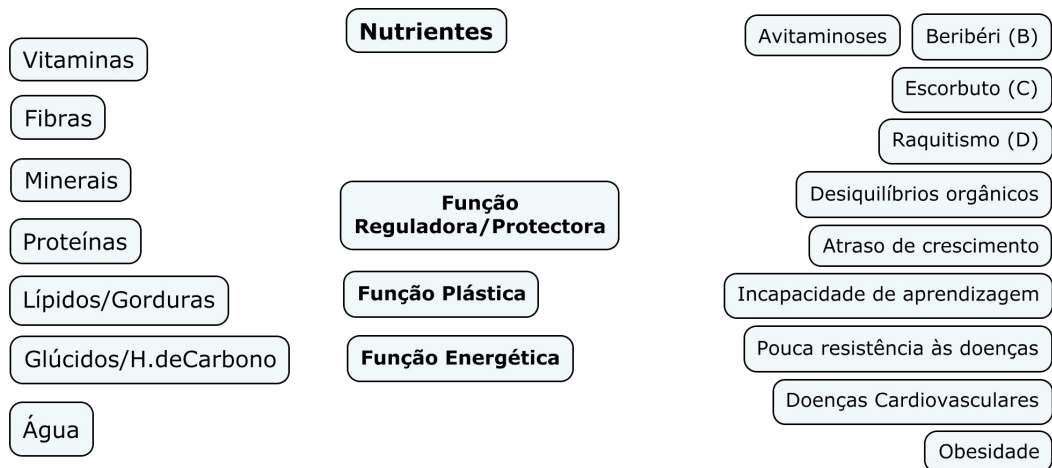 Nutrientes
Vitaminas
Fibras
Minerais
Proteínas
Lípidos/Gorduras
Glúcidos/H.deCarbono
Água
Função
Reguladora/Protectora
Função Plástica
Função Energética
Avitaminoses
Beribéri (B)
Escorbuto (C)
Raquitismo (D)
Desiquilíbrios orgânicos
Atraso de crescimento
Incapacidade de aprendizagem
Pouca resistência às doenças
Doenças Cardiovasculares
Obesidade